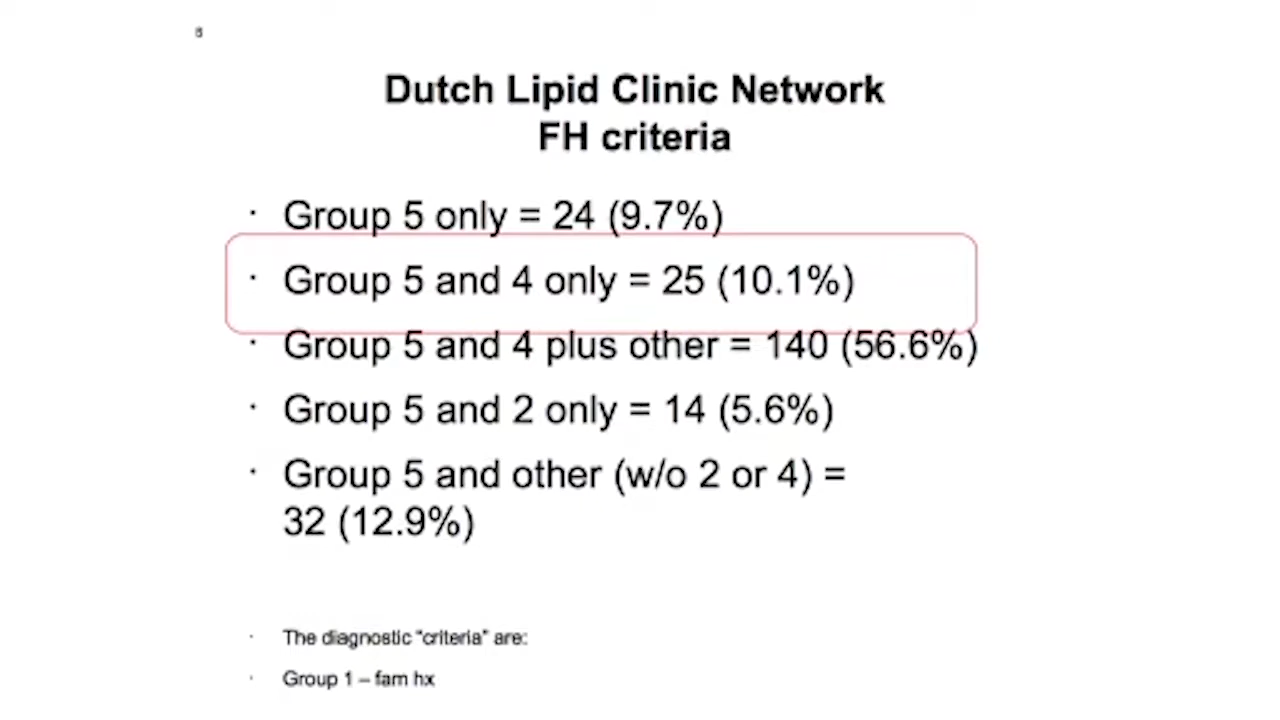 8
Dutch Lipid Clinic Network
FH criteria
· Group 5 only = 24 (9.7%)
· Group 5 and 4 only = 25 (10.1%)
· Group 5 and 4 plus other = 140 (56.6%)
· Group 5 and 2 only = 14 (5.6%)
· Group 5 and other (w/o 2 or 4) =
32 (12.9%)
· The diagnostic "criteria" are:
· Group 1 – fam hx